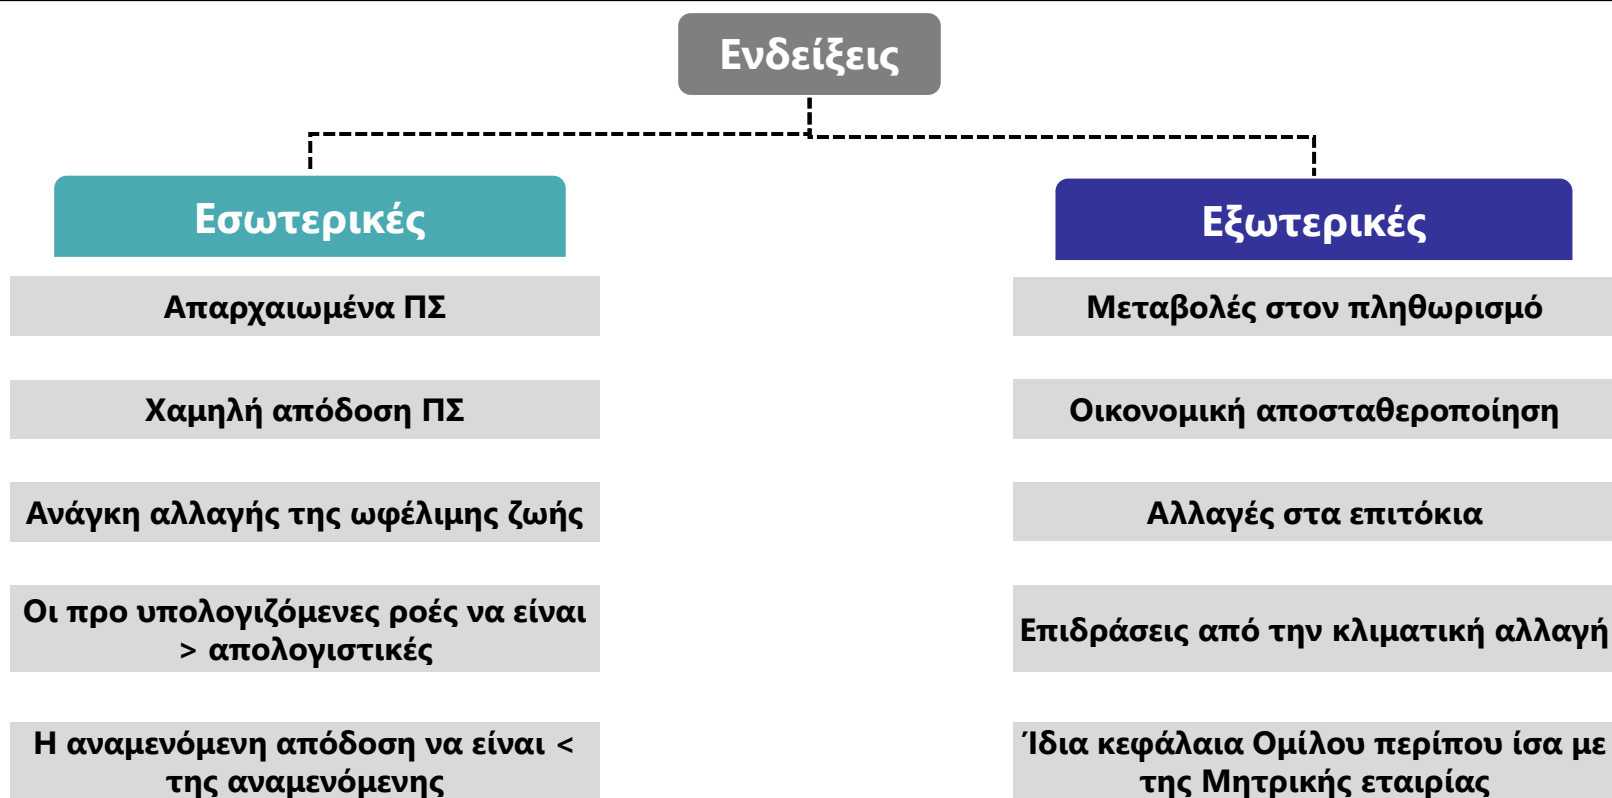 Ενδείξεις
Εσωτερικές
Απαρχαιωμένα ΠΣ
Χαμηλή απόδοση ΠΣ
Ανάγκη αλλαγής της ωφέλιμης ζωής
Οι προ υπολογιζόμενες ροές να είναι
> απολογιστικές
Η αναμενόμενη απόδοση να είναι <
της αναμενόμενης
Εξωτερικές
Μεταβολές στον πληθωρισμό
Οικονομική αποσταθεροποίηση
Αλλαγές στα επιτόκια
Επιδράσεις από την κλιματική αλλαγή
Ίδια κεφάλαια Ομίλου περίπου ίσα με
της Μητρικής εταιρίας